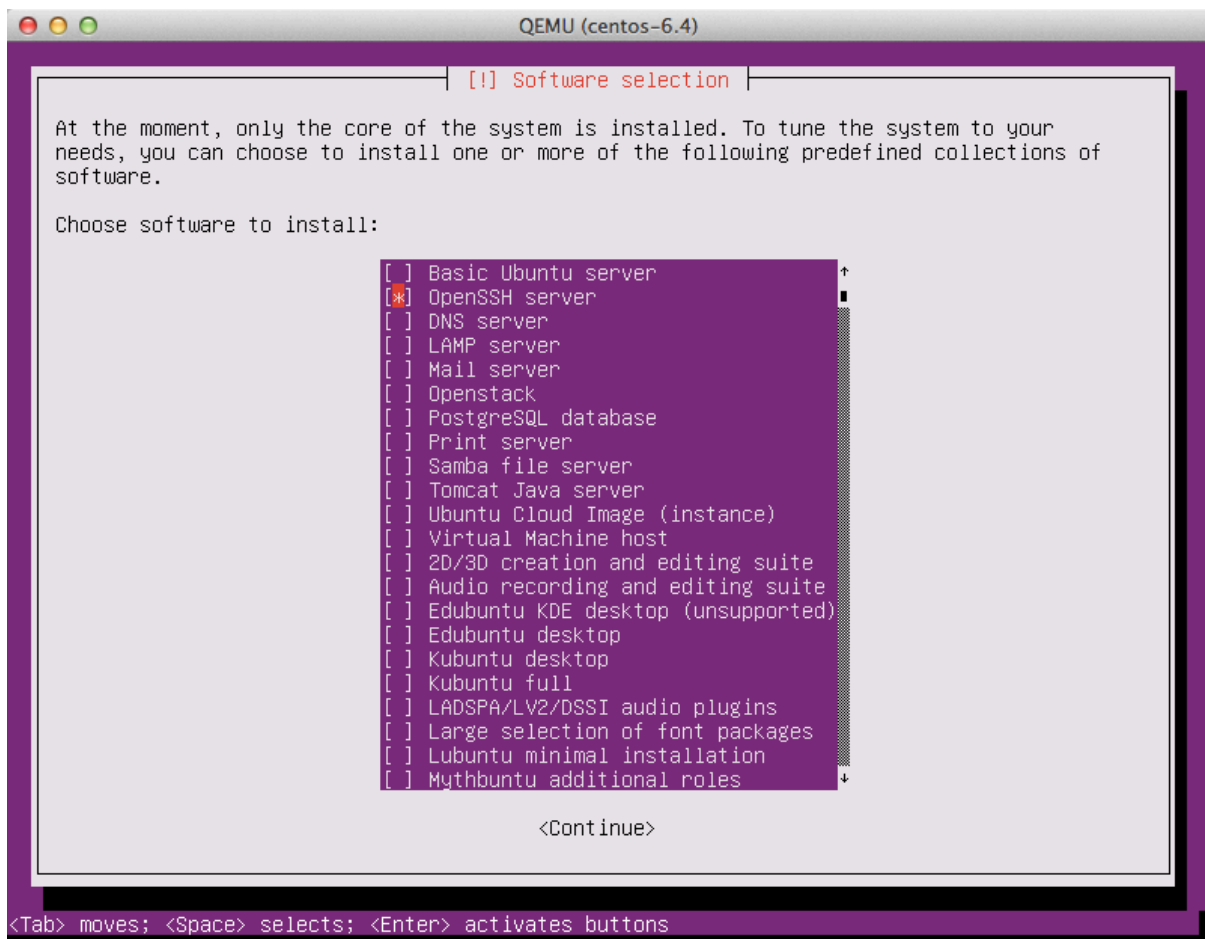 QEMU (centos-6.4)
[!] Software selection
At the moment, only the core of the system is installed. To tune the system to your
needs, you can choose to install one or more of the following predefined collections of
software.
Choose software to install:
[ ] Basic Ubuntu server
[*] OpenSSH server
[ ] DNS server
[ ] LAMP server
[ ] Mail server
[ ] Openstack
[ ] PostgreSQL database
[ ] Print server
[ ] Samba file server
[ ] Tomcat Java server
[ ] Ubuntu Cloud Image (instance)
[ ] Virtual Machine host
[ ] 2D/3D creation and editing suite
[ ] Audio recording and editing suite
[ ] Edubuntu KDE desktop (unsupported)
[ ] Edubuntu desktop
[ ] Kubuntu desktop
[ ] Kubuntu full
[ ] LADSPA/LV2/DSSI audio plugins
[ ] Large selection of font packages
[ ] Lubuntu minimal installation
[ ] Mythbuntu additional roles
<Continue>
<Tab> moves; <Space> selects; <Enter> activates buttons